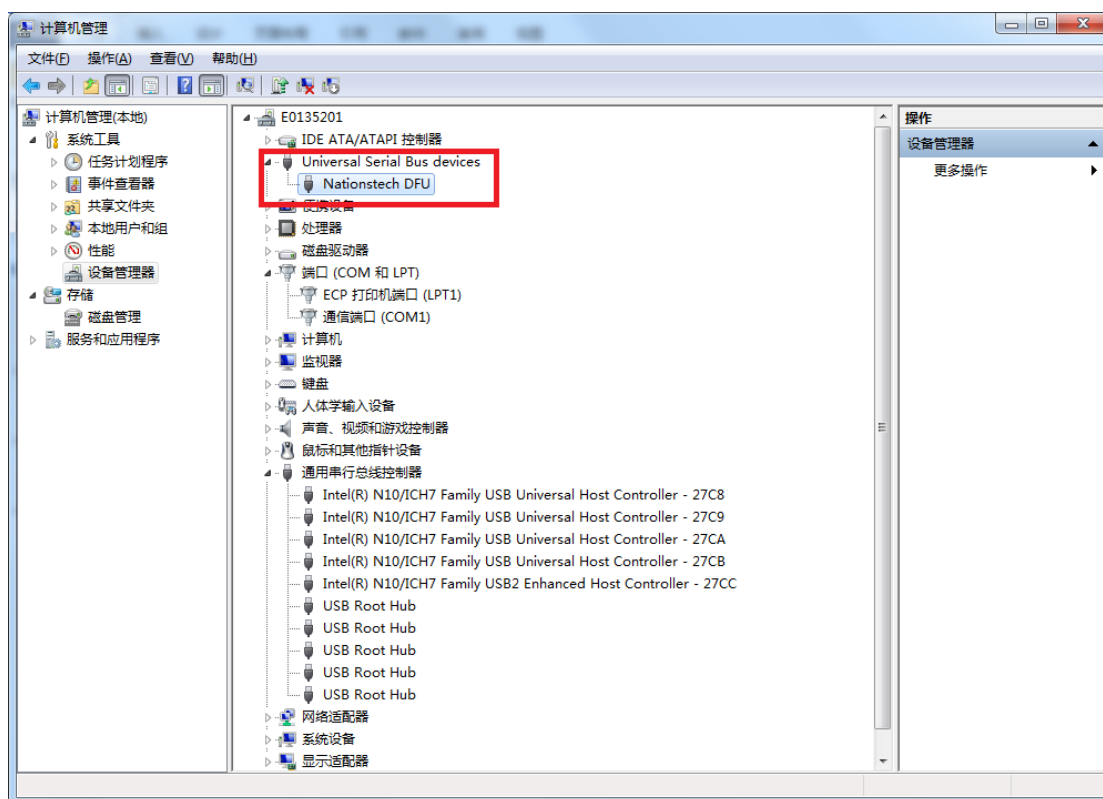 计算机管理
文件(F) 操作(A) 查看(V) 帮助(H)
计算机管理(本地)
系统工具
任务计划程序
事件查看器
共享文件夹
本地用户和组
性能
设备管理器
存储
磁盘管理
服务和应用程序
E0135201
IDE ATA/ATAPI 控制器
Universal Serial Bus devices
Nationstech DFU
便携设备
处理器
磁盘驱动器
端口 (COM 和 LPT)
ECP 打印机端口 (LPT1)
通信端口 (COM1)
计算机
监视器
键盘
人体学输入设备
声音、视频和游戏控制器
鼠标和其他指针设备
通用串行总线控制器
Intel(R) N10/ICH7 Family USB Universal Host Controller - 27C8
Intel(R) N10/ICH7 Family USB Universal Host Controller - 27C9
Intel(R) N10/ICH7 Family USB Universal Host Controller - 27CA
Intel(R) N10/ICH7 Family USB Universal Host Controller - 27CB
Intel(R) N10/ICH7 Family USB2 Enhanced Host Controller - 27CC
USB Root Hub
USB Root Hub
USB Root Hub
USB Root Hub
USB Root Hub
网络适配器
系统设备
显示适配器
操作
设备管理器
更多操作